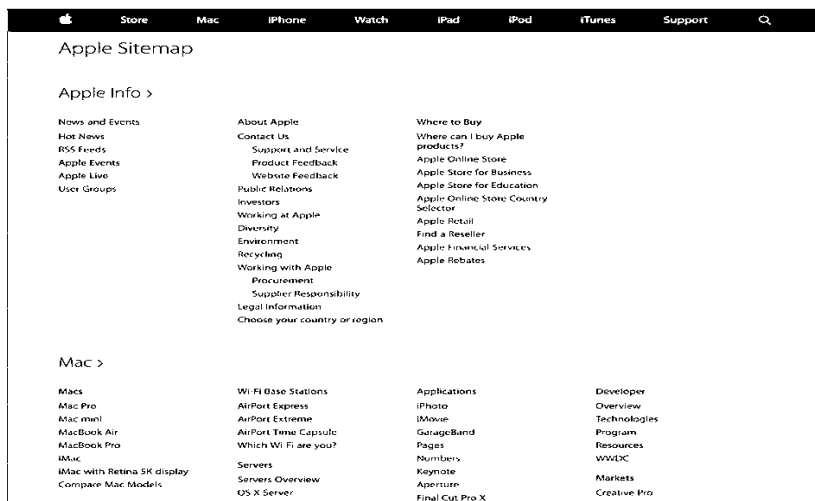 Store Mac iPhone Watch iPad iPod iTunes Support
Apple Sitemap
Apple Info >
News and Events
Hot News
RSS Feeds
Apple Events
Apple Live
User Groups
About Apple
Contact Us
Support and Service
Product Feedback
Website Feedback
Public Relations
Investors
Working at Apple
Diversity
Environment
Recycling
Working with Apple
Procurement
Supplier Responsibility
Legal Information
Choose your country or region
Where to Buy
Where can I buy Apple
products?
Apple Online Store
Apple Store for Business
Apple Store for Education
Apple Online Store Country
Selector
Apple Retail
Find a Reseller
Apple Financial Services
Apple Rebates
Mac >
Macs
Mac Pro
Mac mini
MacBook Air
MacBook Pro
iMac
iMac with Retina 5K display
Compare Mac Models
Wi-Fi Base Stations
AirPort Express
AirPort Extreme
AirPort Time Capsule
Which Wi-Fi are you?
Servers
Servers Overview
OS X Server
Applications
iPhoto
iMovie
GarageBand
Pages
Numbers
Keynote
Aperture
Final Cut Pro X
Developer
Overview
Technologies
Program
Resources
WWDC
Markets
Creative Pro